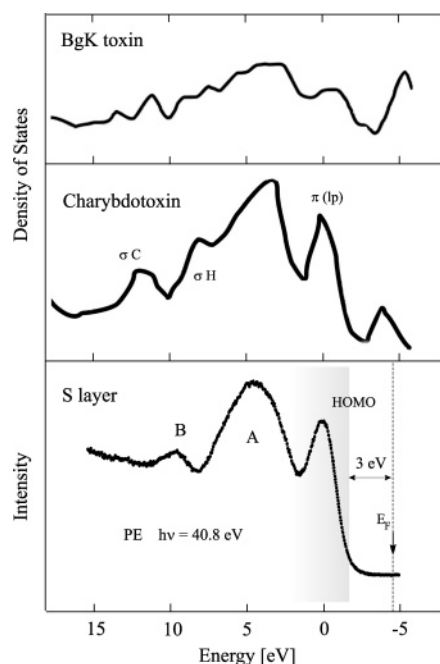 BgK toxin
Density of States
Charybdotoxin
π (lp)
σ C
σ H
S layer
HOMO
B
A
3 eV
E_F
PE hν = 40.8 eV
Intensity
15 10 5 0 -5
Energy [eV]